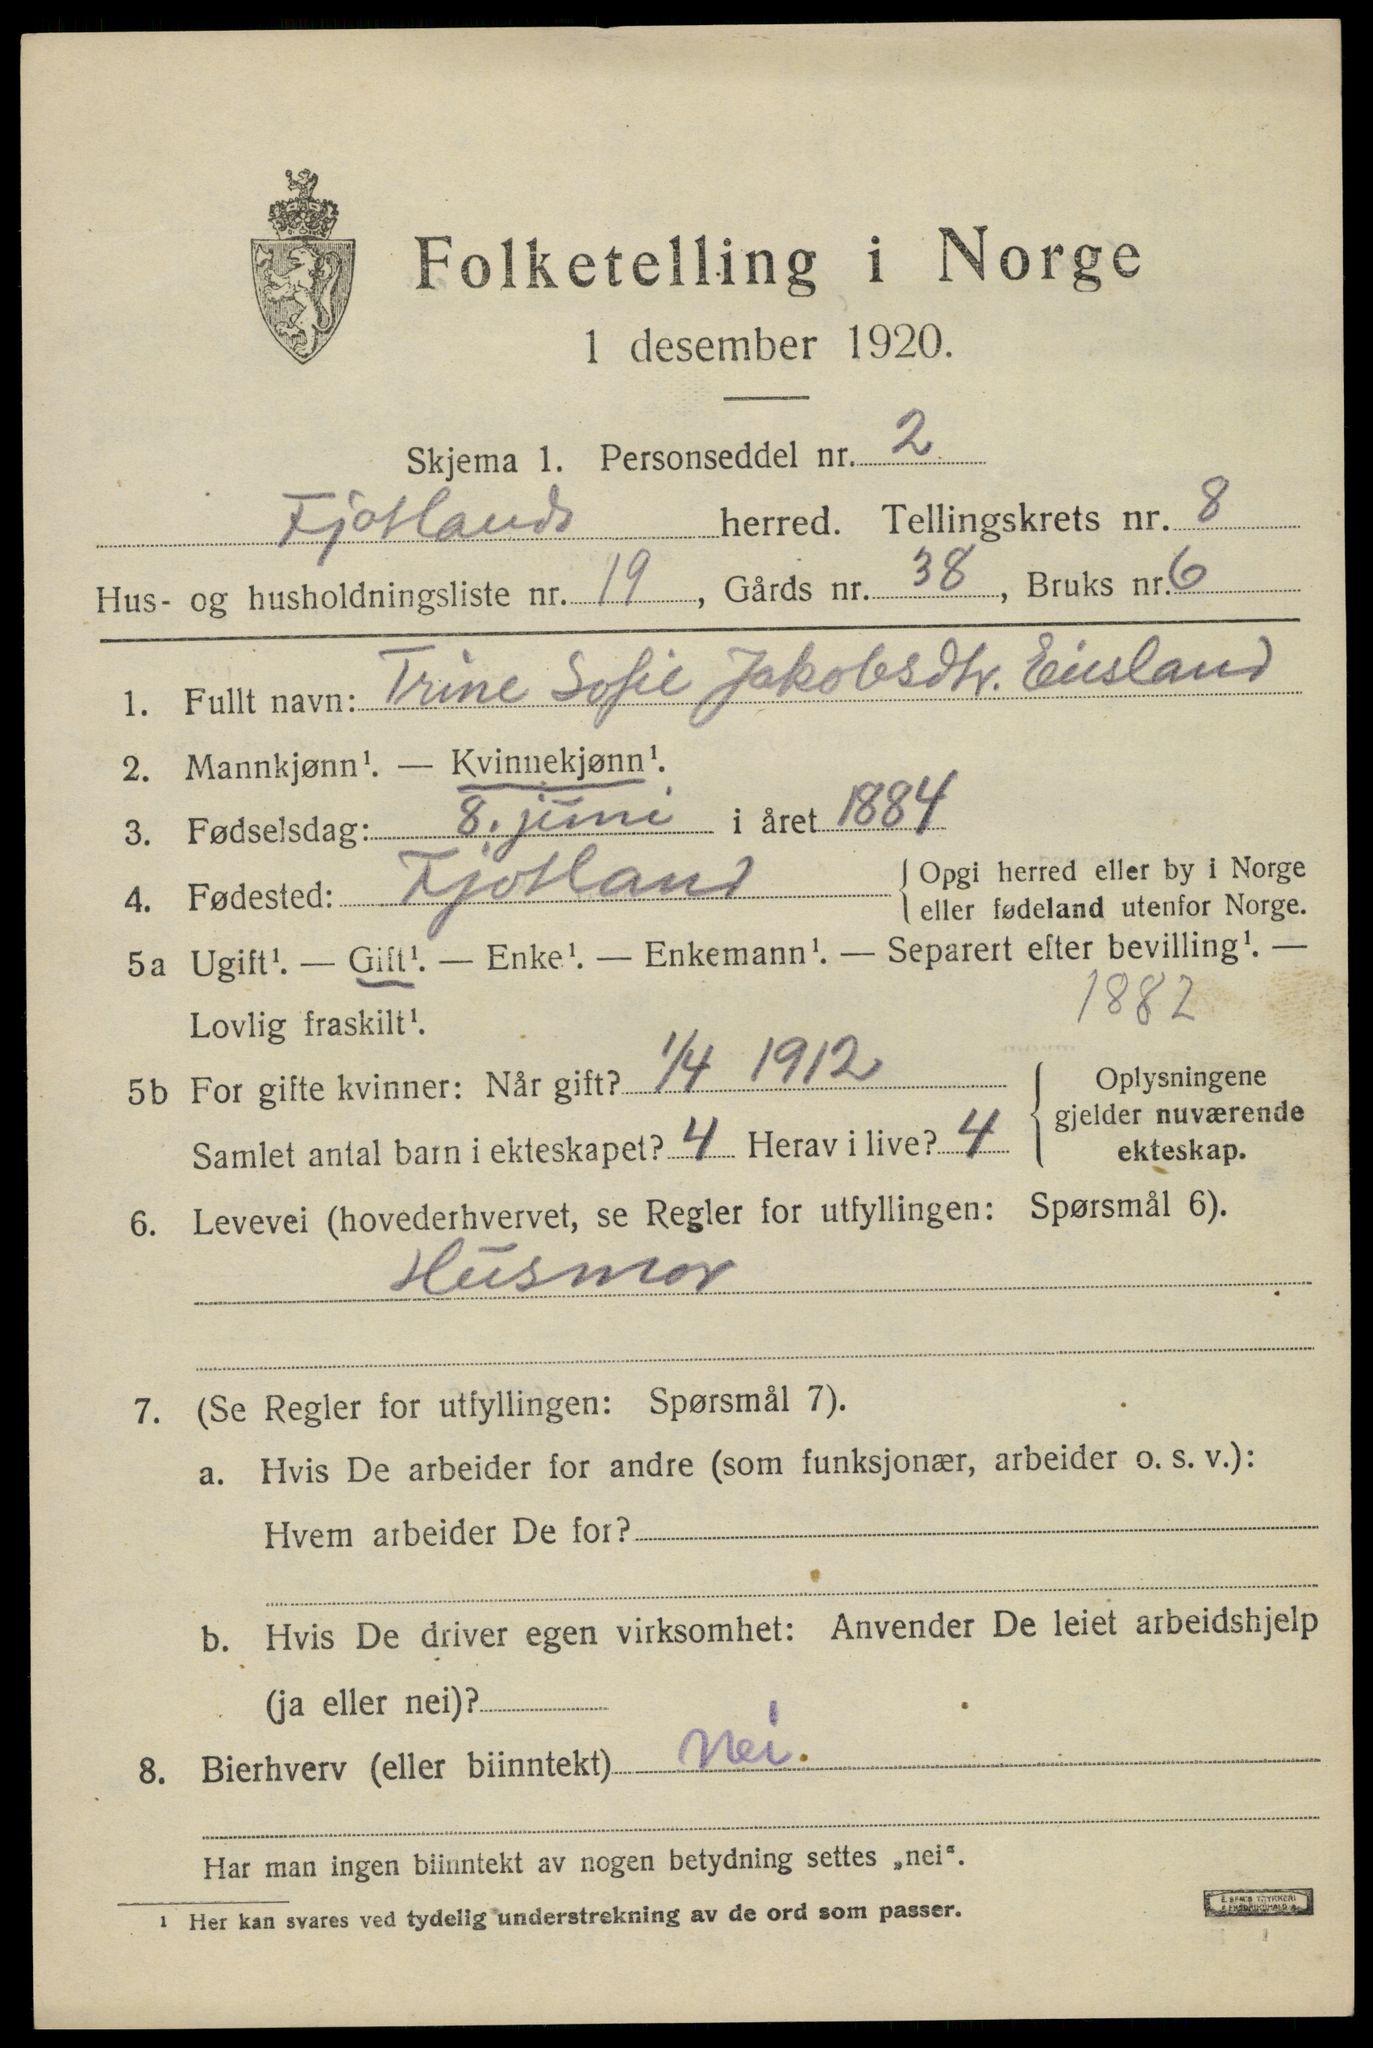 Folketelling i Norge
1 desember 1920.
Skjema 1. Personseddel nr. 2
Fjotlands herred. Tellingskrets nr. 8
Hus- og husholdningsliste nr. 19, Gårds nr. 38, Bruks nr. 6
1. Fullt navn: Trine Sofie Jakobsdtr. Eiesland
2. Mannkjønn¹. — Kvinnekjønn¹.
3. Fødselsdag: 8. juni i året 1884
4. Fødested: Fjotland { Opgi herred eller by i Norge
eller fødeland utenfor Norge.
5a Ugift¹. — Gift¹. — Enke¹. — Enkemann¹. — Separert efter bevilling¹. —
Lovlig fraskilt¹. 1882
5b For gifte kvinner: Når gift? 1/4 1912
Samlet antal barn i ekteskapet? 4 Herav i live? 4
{ Oplysningene
gjelder nuværende
ekteskap.
6. Levevei (hovederhvervet, se Regler for utfyllingen: Spørsmål 6).
Husmor
7. (Se Regler for utfyllingen: Spørsmål 7).
a. Hvis De arbeider for andre (som funksjonær, arbeider o. s. v.):
Hvem arbeider De for?
b. Hvis De driver egen virksomhet: Anvender De leiet arbeidshjelp
(ja eller nei)?
8. Bierhverv (eller biinntekt) Nei.
Har man ingen biinntekt av nogen betydning settes „nei“.
¹ Her kan svares ved tydelig understrekning av de ord som passer.